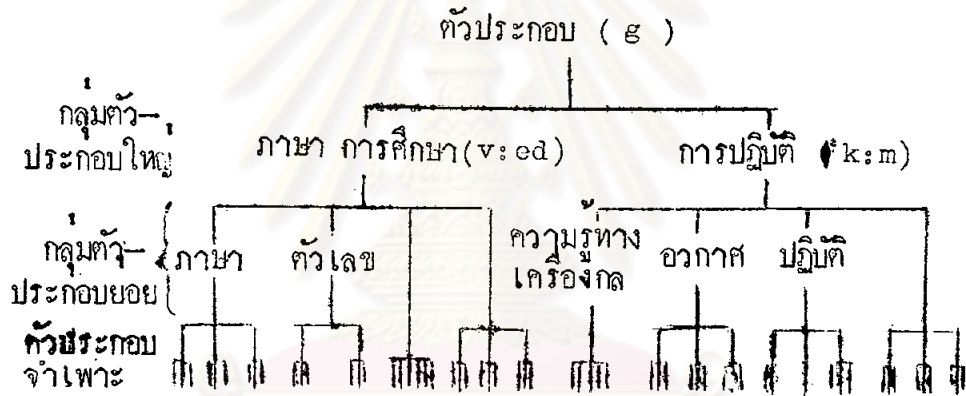 ตัวประกอบ ( g )
กลุ่มตัว-
ประกอบใหญ่
ภาษา การศึกษา(v:ed)
การปฏิบัติ k:m)
กลุ่มตัว-
ประกอบยอย
ภาษา
ตัวเลข
ความรู้ทาง
เครื่องกล
อวกาศ
ปฏิบัติ
ตัวประกอบ
จำเพาะ